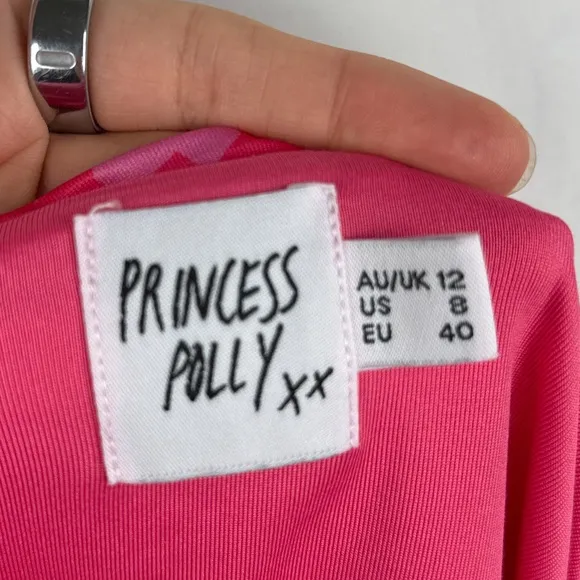 PRINCESS
POLLY xx
AU/UK 12
US 8
EU 40